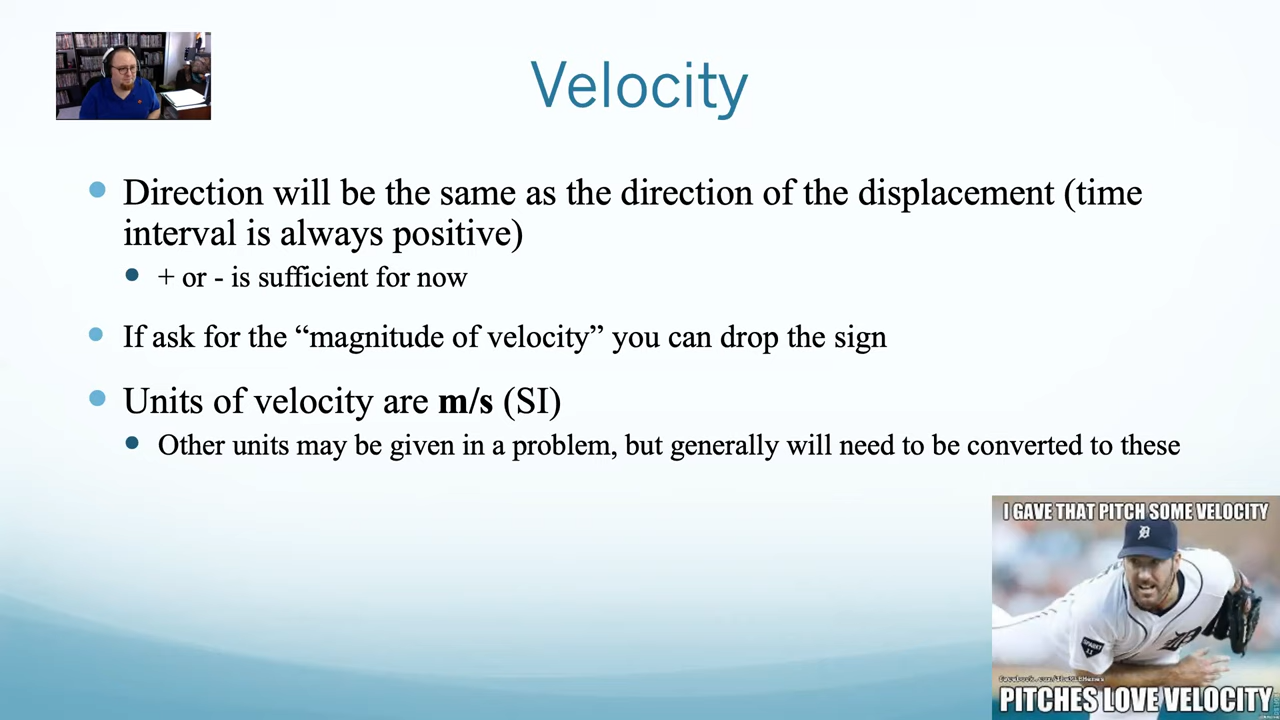 Velocity
Direction will be the same as the direction of the displacement (time
interval is always positive)
+ or - is sufficient for now
If ask for the “magnitude of velocity” you can drop the sign
Units of velocity are m/s (SI)
Other units may be given in a problem, but generally will need to be converted to these
I GAVE THAT PITCH SOME VELOCITY
SPARKY
11
PITCHES LOVE VELOCITY